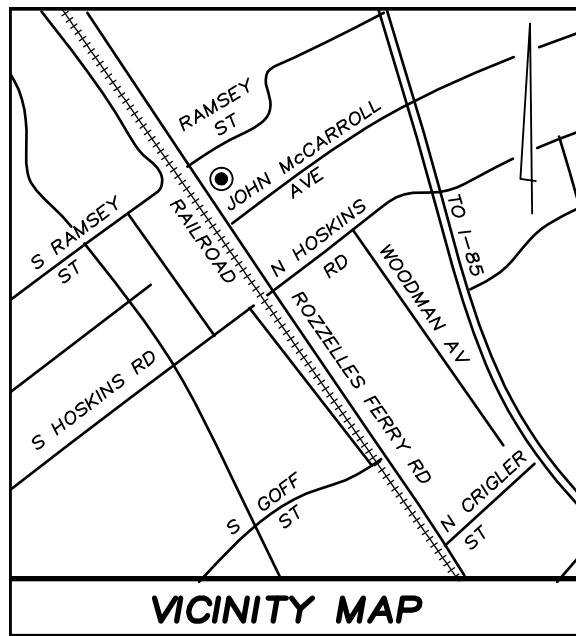 RAMSEY
ST
JOHN McCARROLL
AVE
S RAMSEY
ST
RAILROAD
N HOSKINS
RD
TO I-85
WOODMAN AV
ROZZELLES FERRY RD
S HOSKINS RD
S GOFF
ST
N CRIGLER
ST
VICINITY MAP